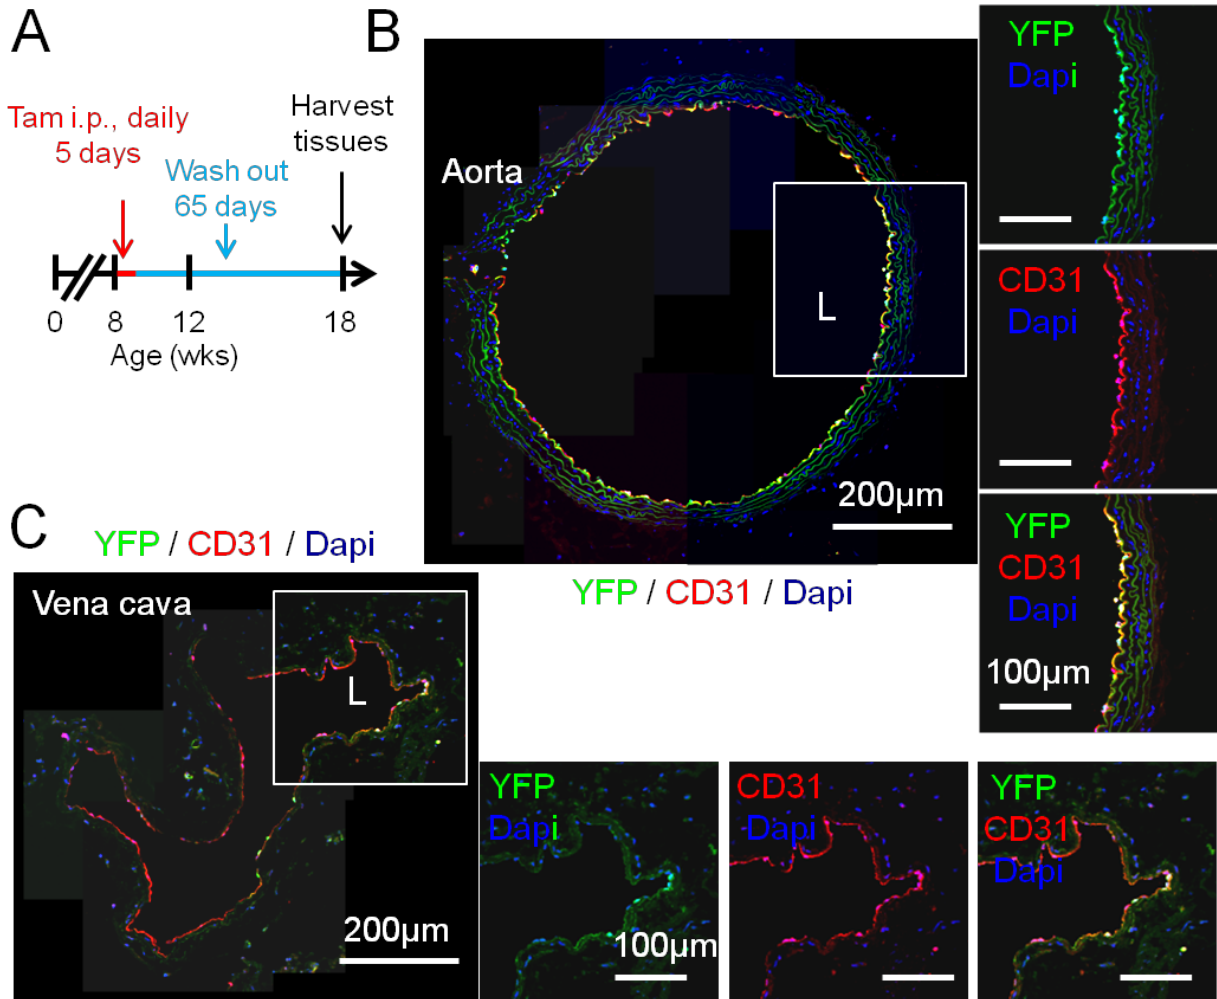 A
Tam i.p., daily
5 days
Wash out
65 days
Harvest
tissues
0
8
12
18
Age (wks)
B
Aorta
L
200µm
YFP / CD31 / Dapi
YFP
Dapi
CD31
Dapi
YFP
CD31
Dapi
100µm
C
YFP / CD31 / Dapi
Vena cava
L
200µm
YFP
Dapi
100µm
CD31
Dapi
YFP
CD31
Dapi